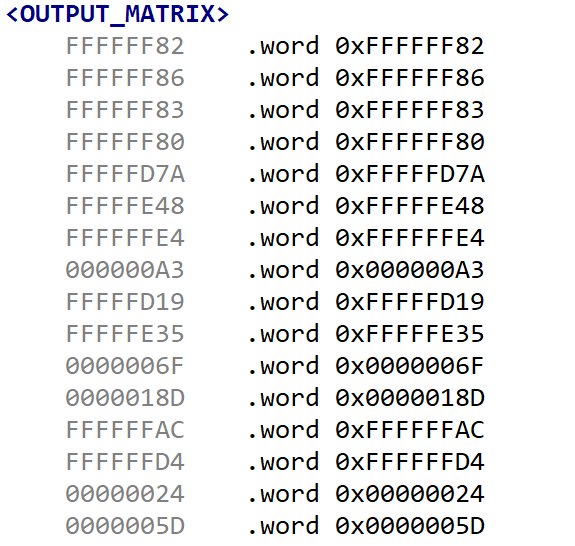 <OUTPUT_MATRIX>
FFFFFF82 .word 0xFFFFFF82
FFFFFF86 .word 0xFFFFFF86
FFFFFF83 .word 0xFFFFFF83
FFFFFF80 .word 0xFFFFFF80
FFFFFD7A .word 0xFFFFFD7A
FFFFFE48 .word 0xFFFFFE48
FFFFFFE4 .word 0xFFFFFFE4
000000A3 .word 0x000000A3
FFFFFD19 .word 0xFFFFFD19
FFFFFE35 .word 0xFFFFFE35
0000006F .word 0x0000006F
0000018D .word 0x0000018D
FFFFFFAC .word 0xFFFFFFAC
FFFFFFD4 .word 0xFFFFFFD4
00000024 .word 0x00000024
0000005D .word 0x0000005D